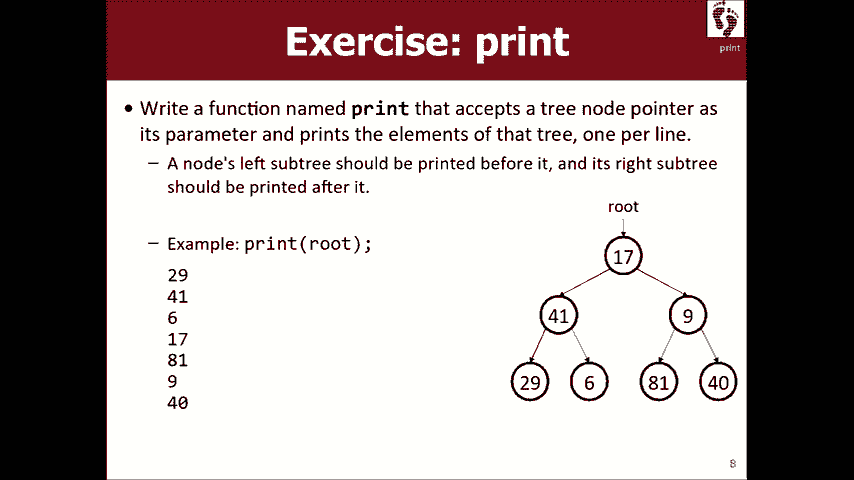 Exercise: print
print
• Write a function named print that accepts a tree node pointer as
its parameter and prints the elements of that tree, one per line.
– A node's left subtree should be printed before it, and its right subtree
should be printed after it.
root
– Example: print(root);
17
29
41
6
17
81
9
40
41
9
29
6
81
40
8